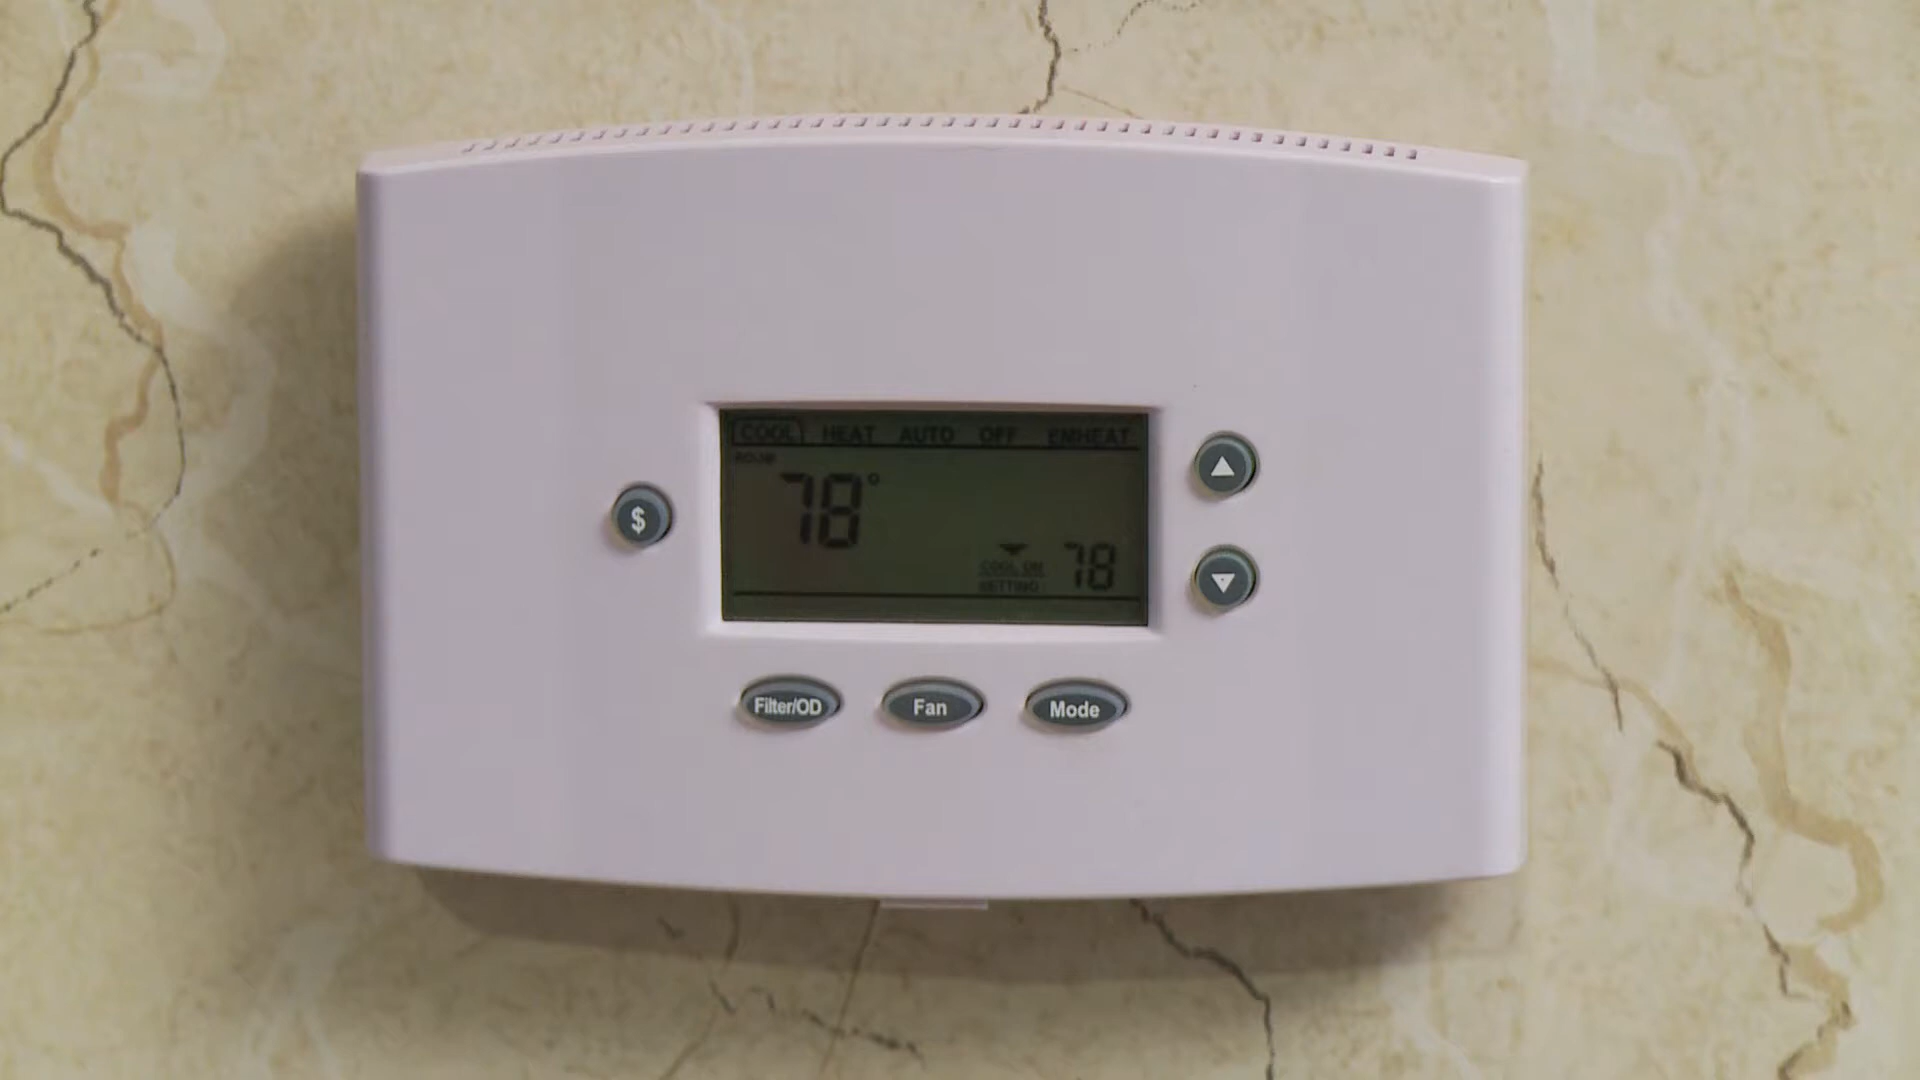 COOL HEAT AUTO OFF EMHEAT
ROOM
78°
COOL ON
SETTING 78
$
Filter/OD Fan Mode